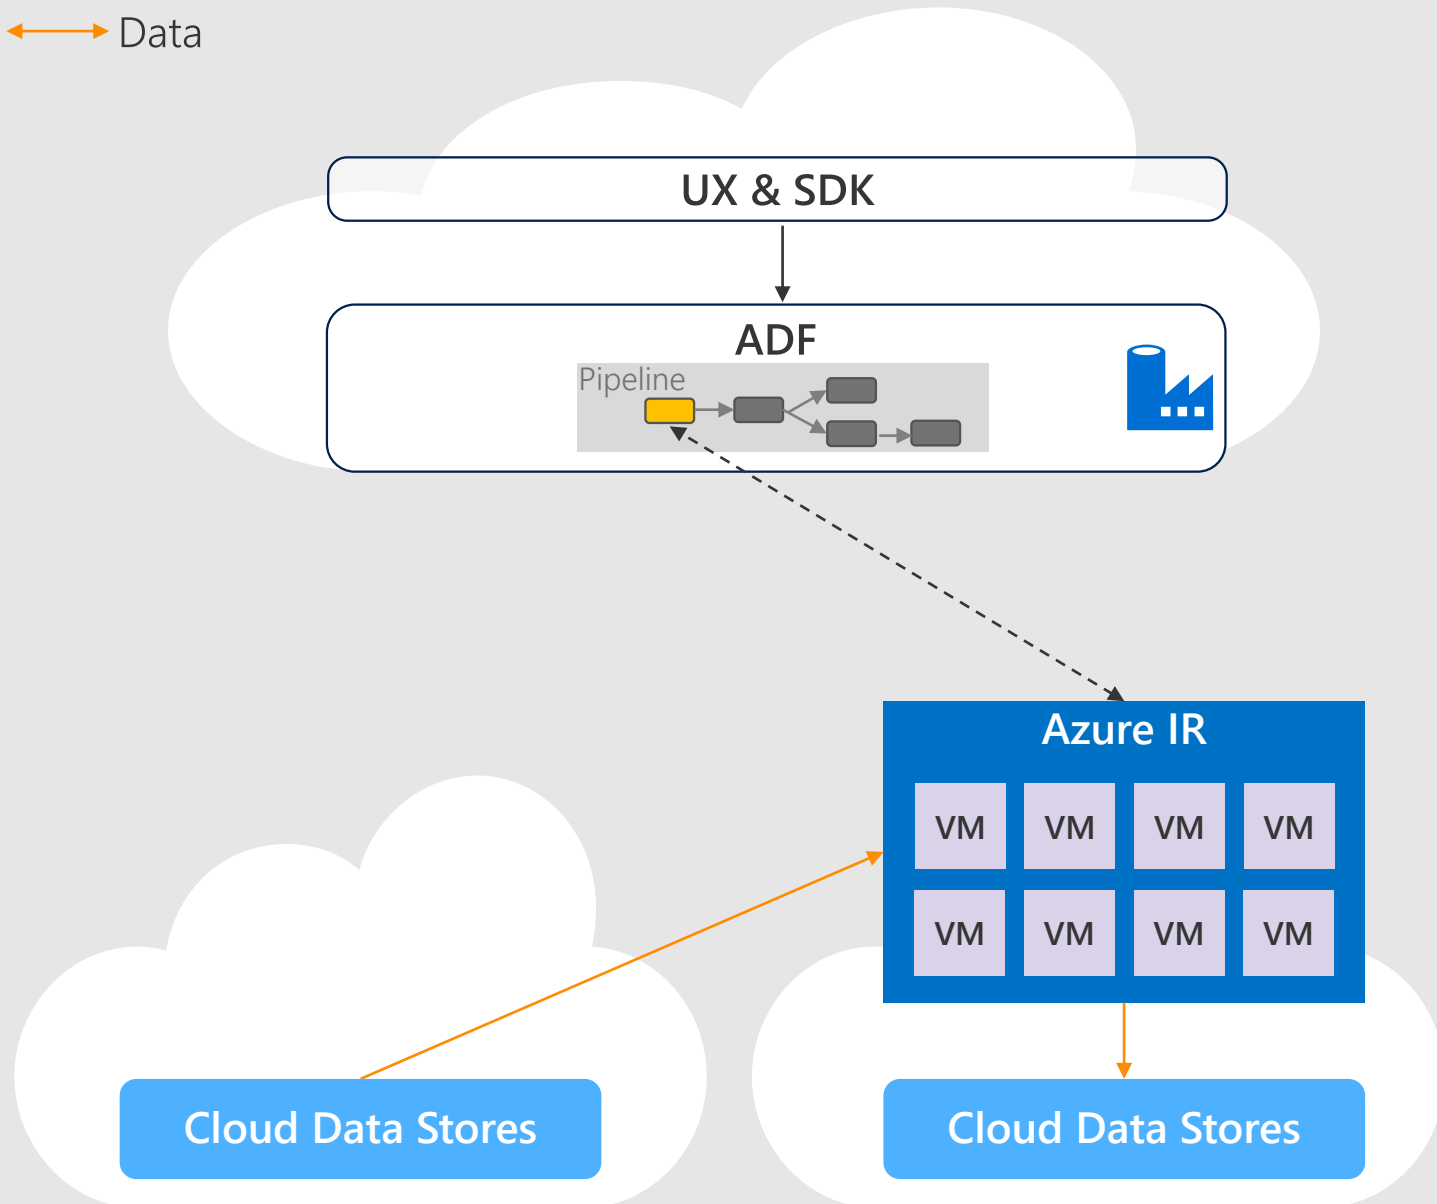 Data
UX & SDK
ADF
Pipeline
Azure IR
VM VM VM VM
VM VM VM VM
Cloud Data Stores
Cloud Data Stores